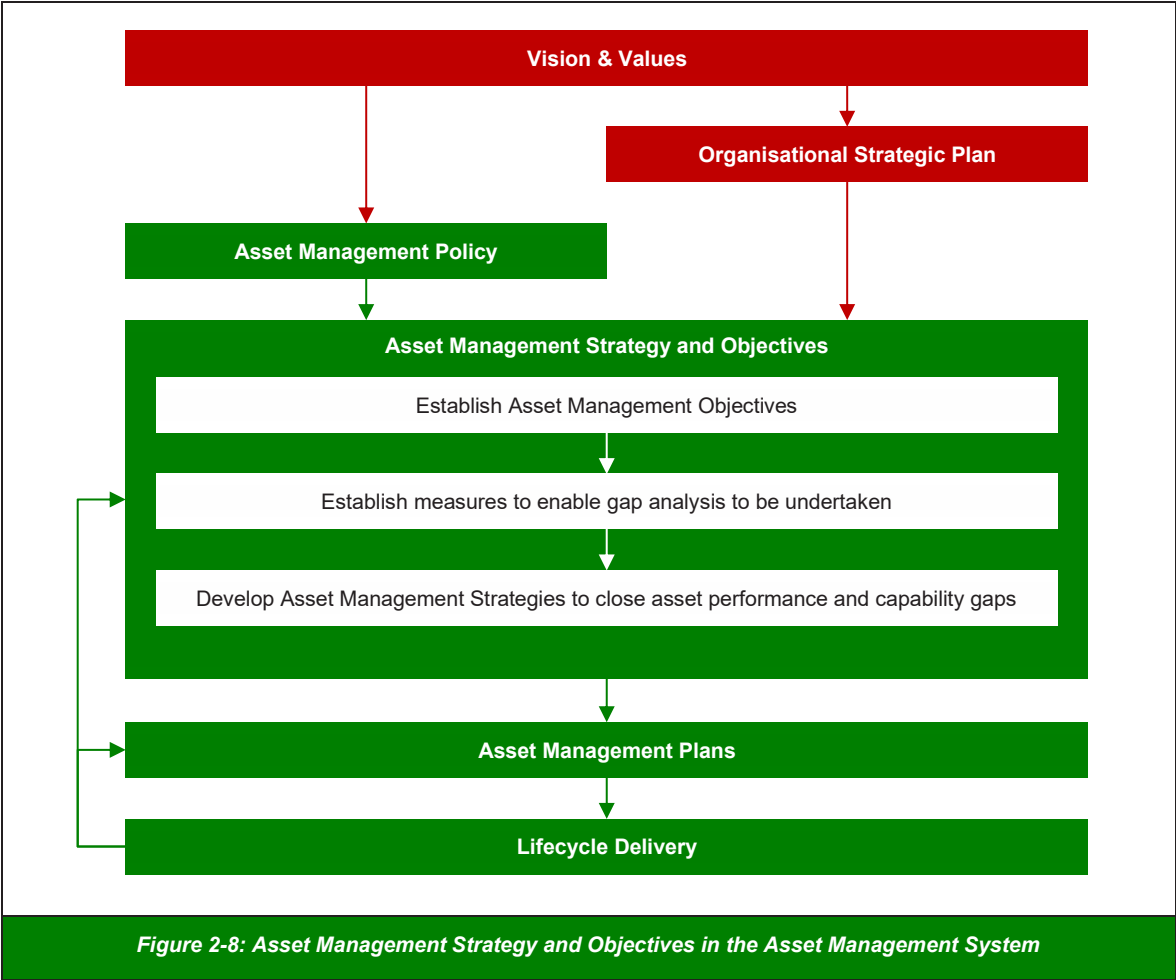 Vision & Values
Organisational Strategic Plan
Asset Management Policy
Asset Management Strategy and Objectives
Establish Asset Management Objectives
Establish measures to enable gap analysis to be undertaken
Develop Asset Management Strategies to close asset performance and capability gaps
Asset Management Plans
Lifecycle Delivery
Figure 2-8: Asset Management Strategy and Objectives in the Asset Management System